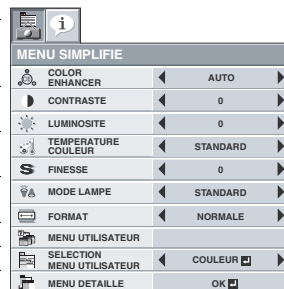 MENU SIMPLIFIE
COLOR ENHANCER AUTO
CONTRASTE 0
LUMINOSITE 0
TEMPERATURE COULEUR STANDARD
FINESSE 0
MODE LAMPE STANDARD
FORMAT NORMALE
MENU UTILISATEUR
SELECTION MENU UTILISATEUR COULEUR
MENU DETAILLE OK